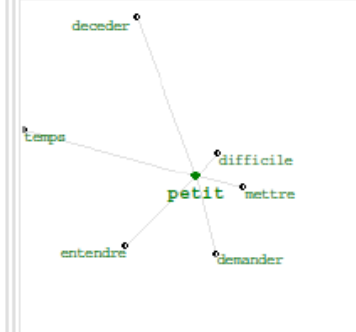 deceder
temps
difficile
petit
mettre
entendre
demander